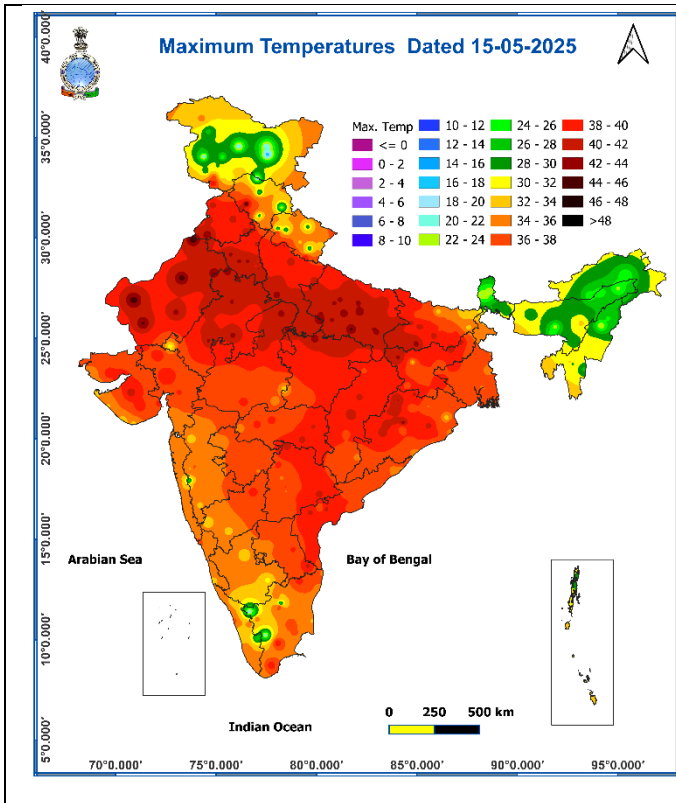 Maximum Temperatures Dated 15-05-2025
Max. Temp
<= 0
0 - 2
2 - 4
4 - 6
6 - 8
8 - 10
10 - 12
12 - 14
14 - 16
16 - 18
18 - 20
20 - 22
22 - 24
24 - 26
26 - 28
28 - 30
30 - 32
32 - 34
34 - 36
36 - 38
38 - 40
40 - 42
42 - 44
44 - 46
46 - 48
>48
40°0.000'
35°0.000'
30°0.000'
25°0.000'
20°0.000'
15°0.000'
10°0.000'
5°0.000'
Arabian Sea
Bay of Bengal
Indian Ocean
0 250 500 km
70°0.000' 75°0.000' 80°0.000' 85°0.000' 90°0.000' 95°0.000'